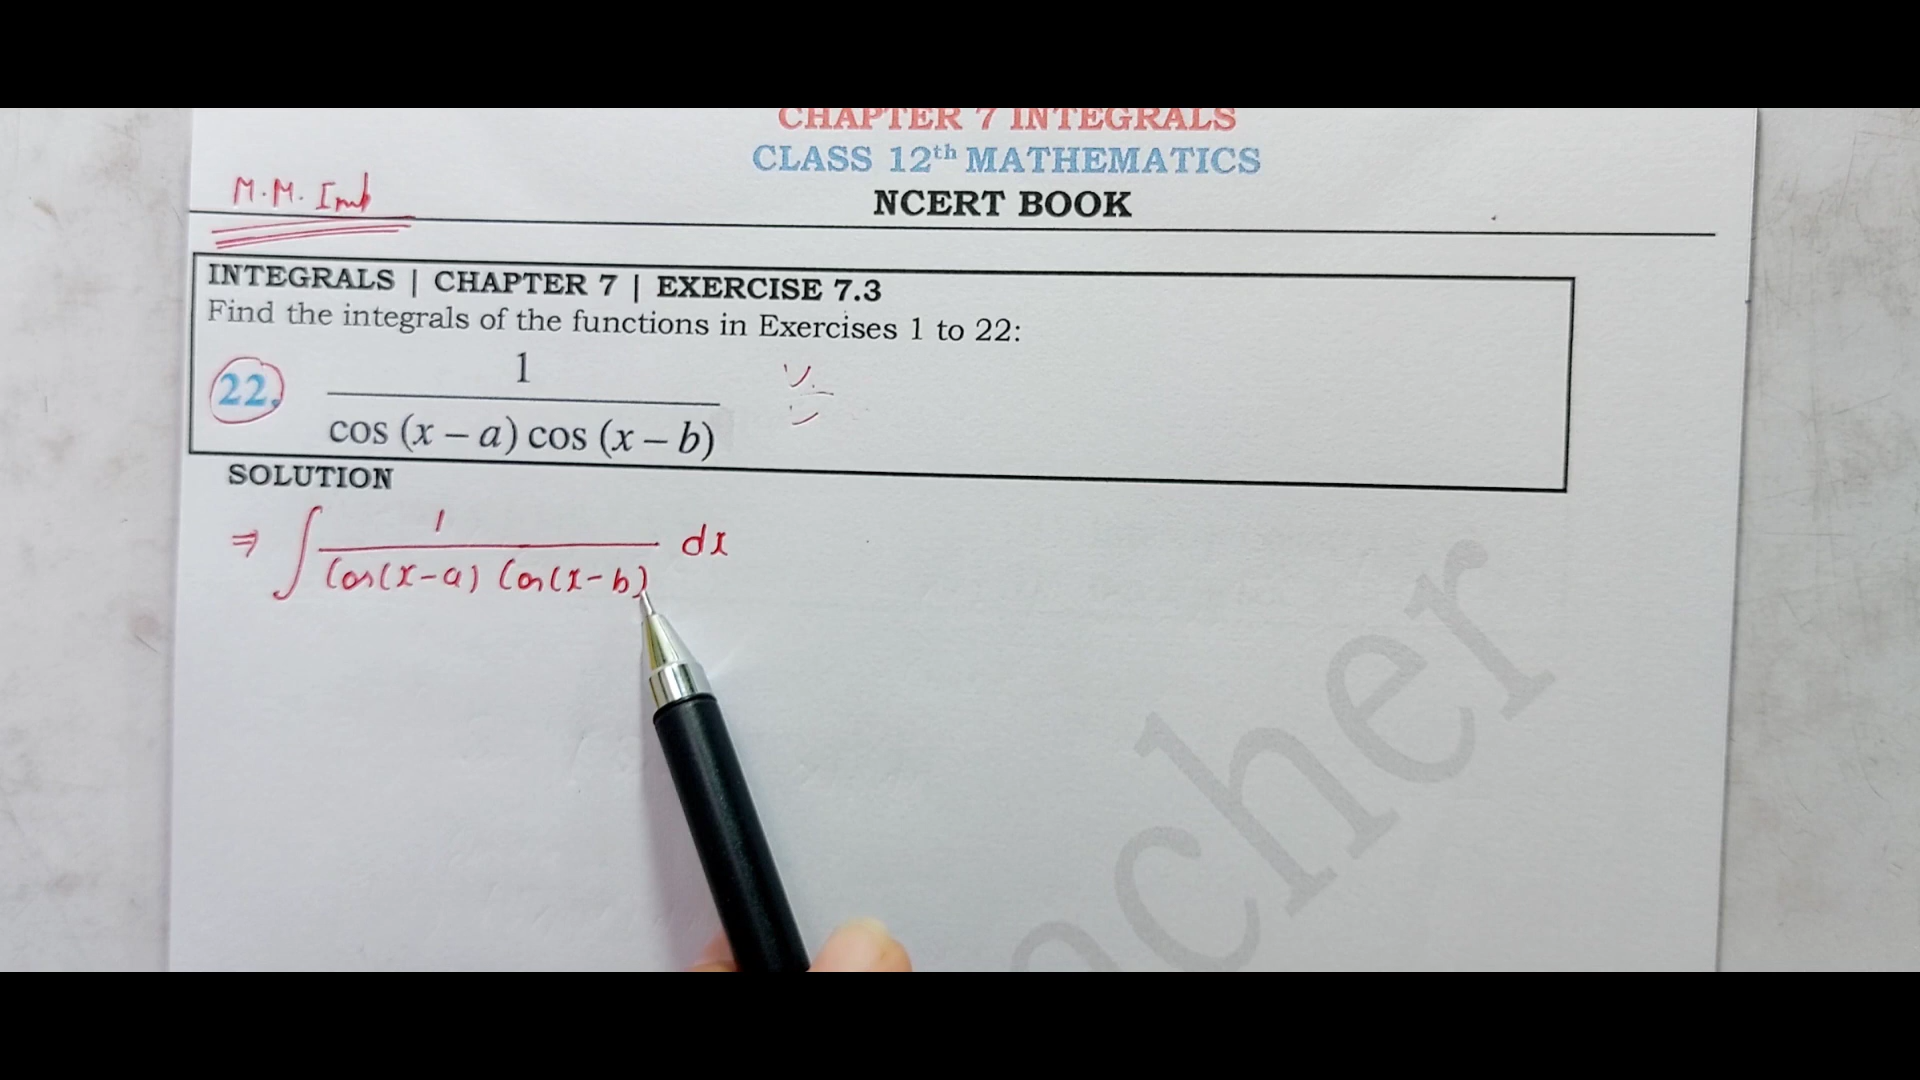 CHAPTER 7 INTEGRALS
CLASS 12th MATHEMATICS
NCERT BOOK
M.M. Imp
INTEGRALS | CHAPTER 7 | EXERCISE 7.3
Find the integrals of the functions in Exercises 1 to 22:
22. 1
cos (x – a) cos (x – b)
SOLUTION
⇒ ∫ 1 dx
Cos(x-a) Cos(x-b)
cher